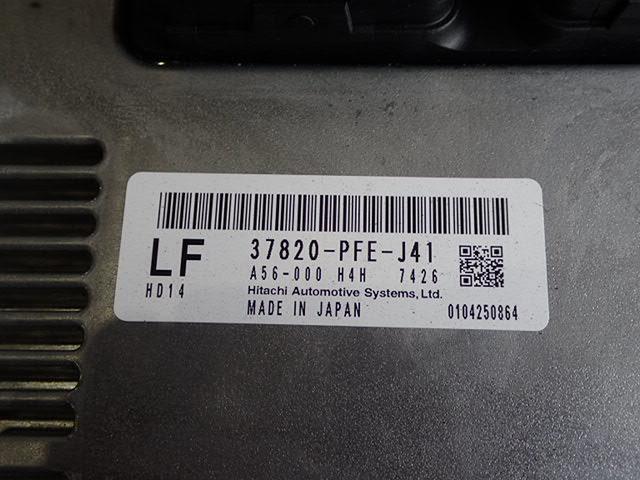 LF
37820-PFE-J41
A56-000 H4H 7426
HD14
Hitachi Automotive Systems, Ltd.
MADE IN JAPAN
0104250864